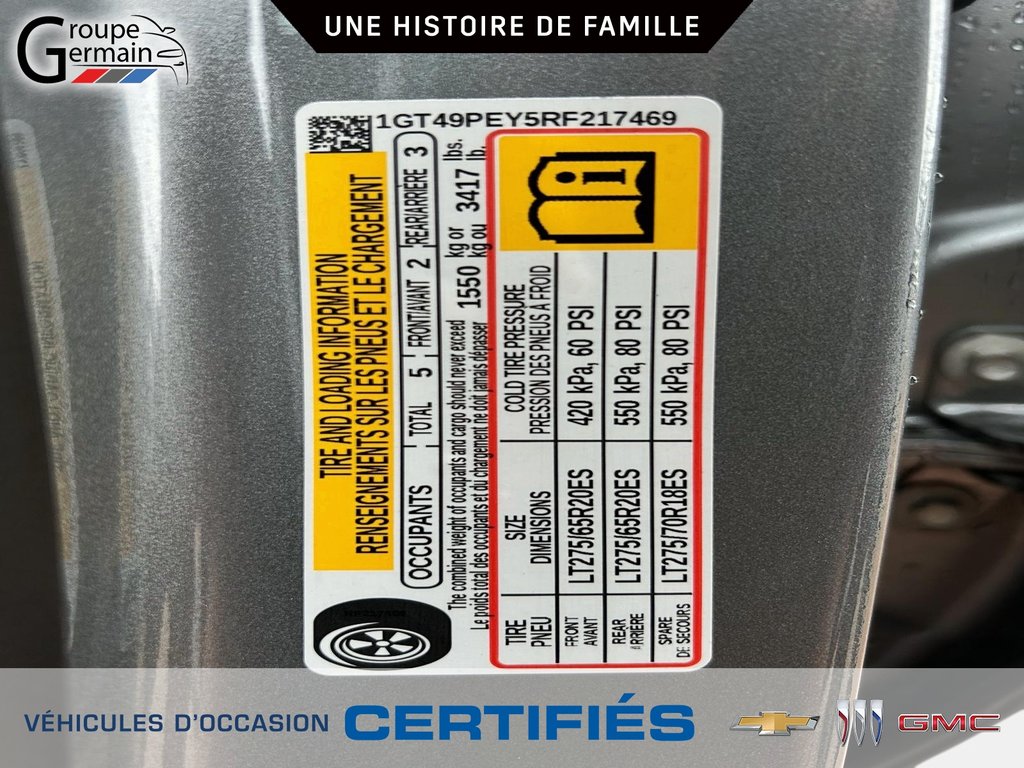 Groupe
Germain
UNE HISTOIRE DE FAMILLE
1GT49PEY5RF217469
TIRE AND LOADING INFORMATION
RENSEIGNEMENTS SUR LES PNEUS ET LE CHARGEMENT
OCCUPANTS TOTAL 5 FRONT/AVANT 2 REAR/ARRIÈRE 3
The combined weight of occupants and cargo should never exceed 1550 kg or 3417 lbs.
Le poids total des occupants et du chargement ne doit jamais dépasser kg ou lb.
TIRE SIZE COLD TIRE PRESSURE
PNEU DIMENSIONS PRESSION DES PNEUS A FROID
FRONT
AVANT LT275/65R20ES 420 kPa, 60 PSI
REAR
ARRIÈRE LT275/65R20ES 550 kPa, 80 PSI
SPARE
DE SECOURS LT275/70R18ES 550 kPa, 80 PSI
VÉHICULES D'OCCASION CERTIFIÉS
GMC